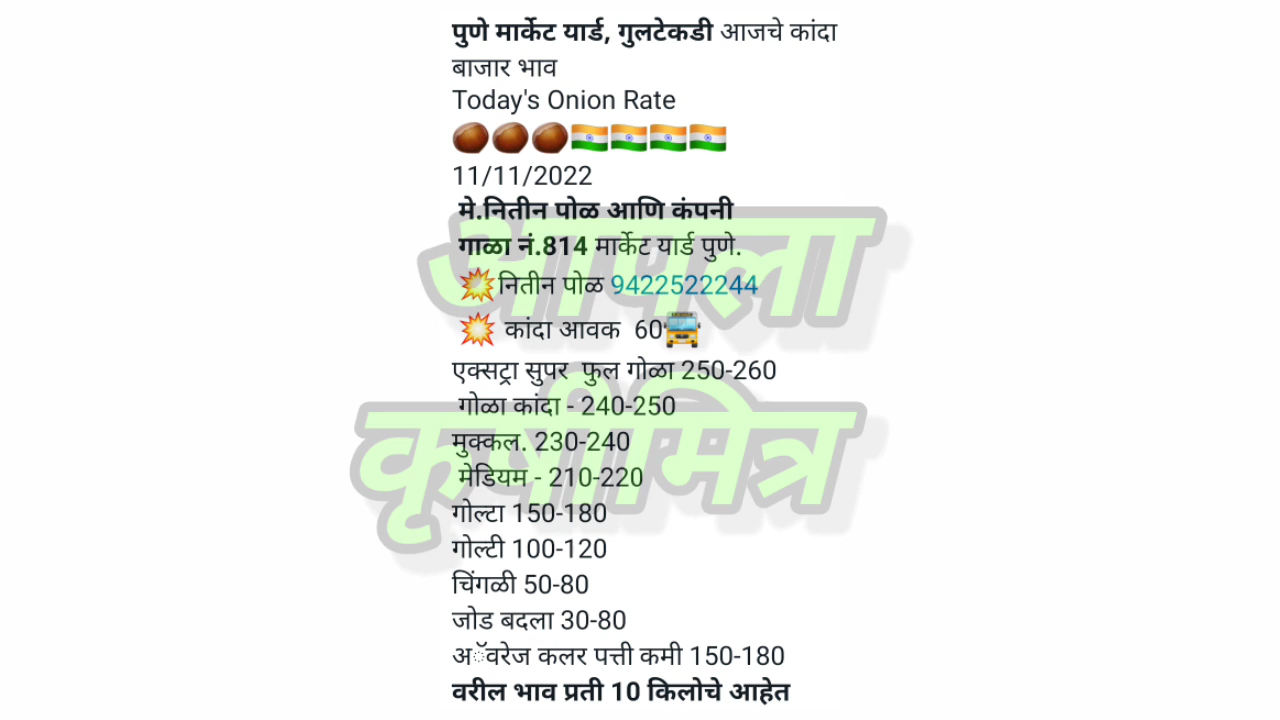 पुणे मार्केट यार्ड, गुलटेकडी आजचे कांदा
बाजार भाव
Today's Onion Rate
11/11/2022
मे.नितीन पोळ आणि कंपनी
गाळा नं.814 मार्केट यार्ड पुणे.
नितीन पोळ 9422522244
कांदा आवक 60
एक्सट्रा सुपर फुल गोळा 250-260
गोळा कांदा - 240-250
मुक्कल. 230-240
मेडियम - 210-220
गोल्टा 150-180
गोल्टी 100-120
चिंगळी 50-80
जोड बदला 30-80
अॅवरेज कलर पत्ती कमी 150-180
वरील भाव प्रती 10 किलोचे आहेत
आपला
कृषीमित्र